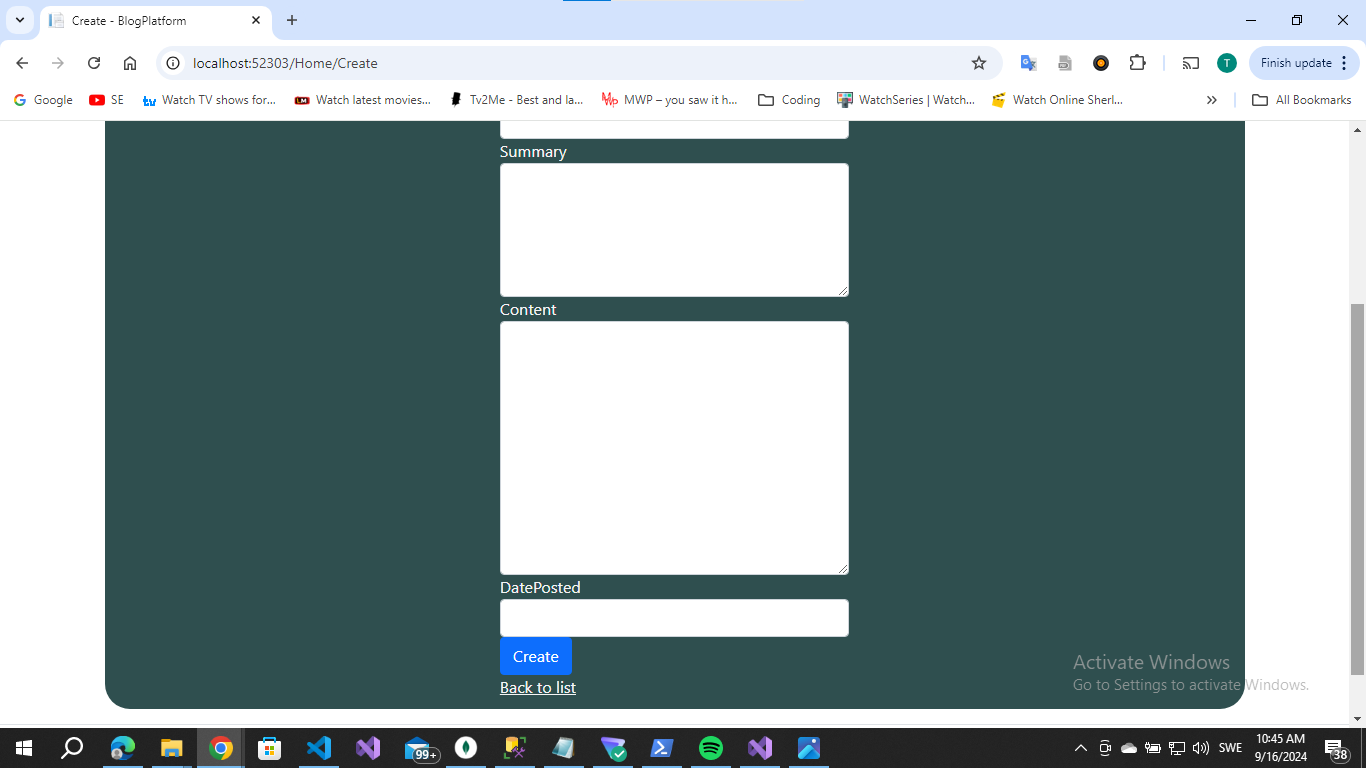 Create - BlogPlatform
localhost:52303/Home/Create
T
Finish update
Google
SE
Watch TV shows for...
Watch latest movies...
Tv2Me - Best and la...
MWP – you saw it h...
Coding
WatchSeries | Watch...
Watch Online Sherl...
All Bookmarks
Summary
Content
DatePosted
Create
Back to list
Activate Windows
Go to Settings to activate Windows.
99+
SWE
10:45 AM
9/16/2024
38